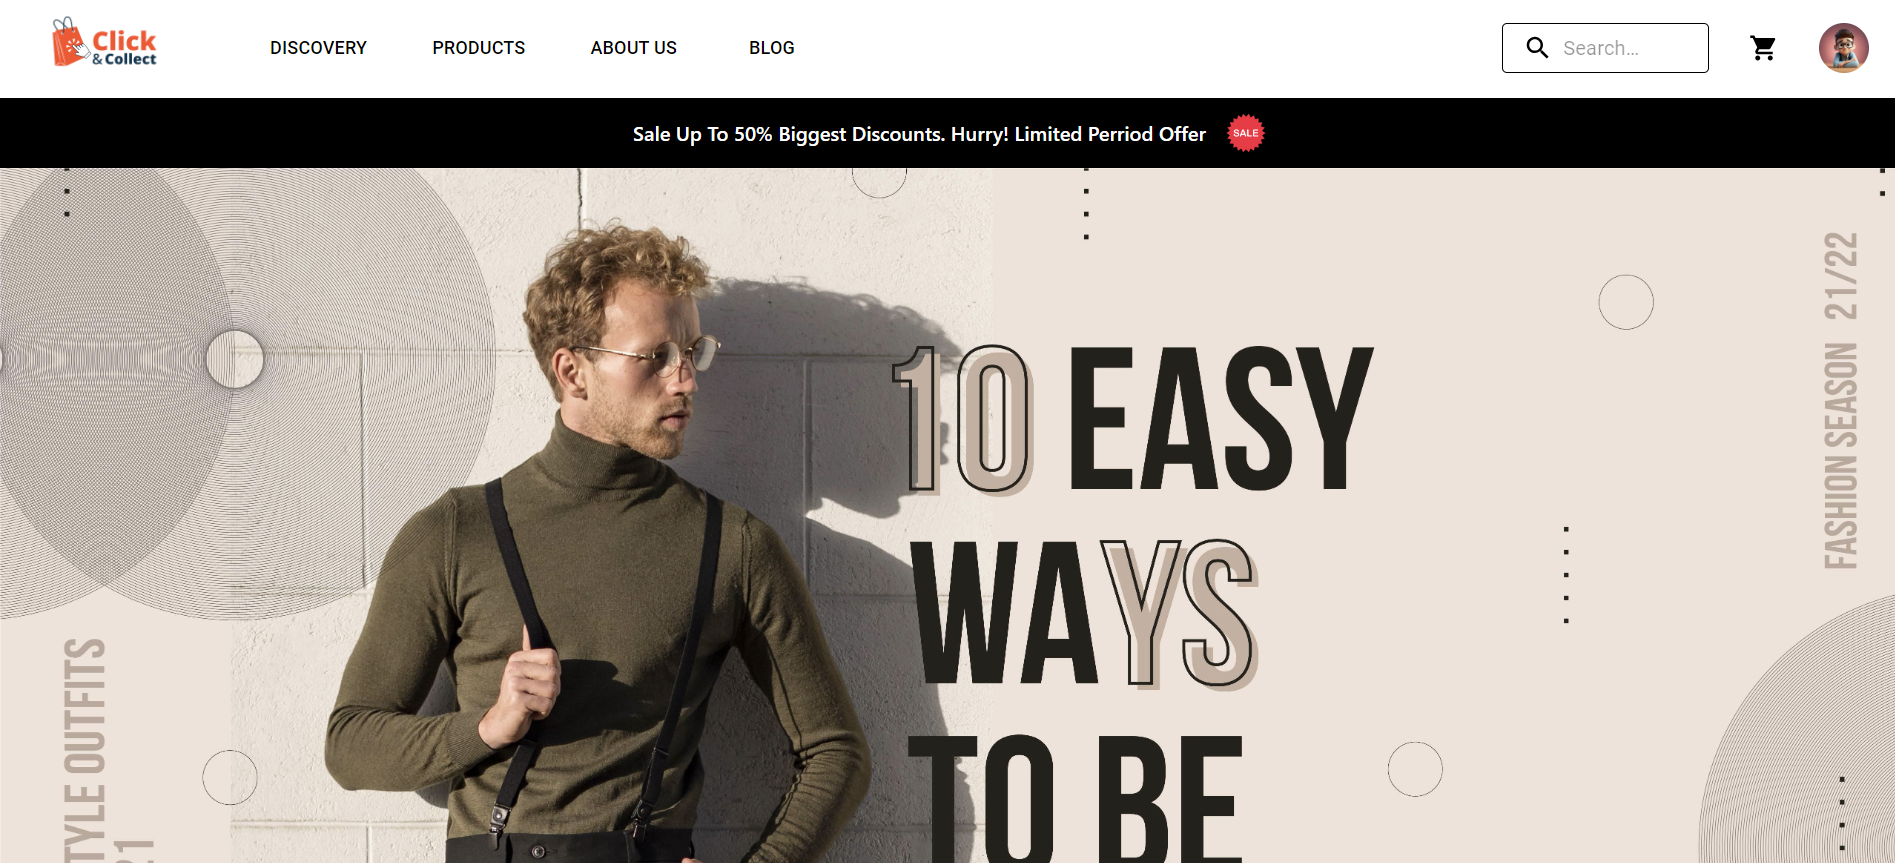 Click
& Collect
DISCOVERY
PRODUCTS
ABOUT US
BLOG
Search...
Sale Up To 50% Biggest Discounts. Hurry! Limited Perriod Offer
SALE
10 EASY
WAYS
TO BE
FASHION SEASON 21/22
TYLE OUTFITS
21